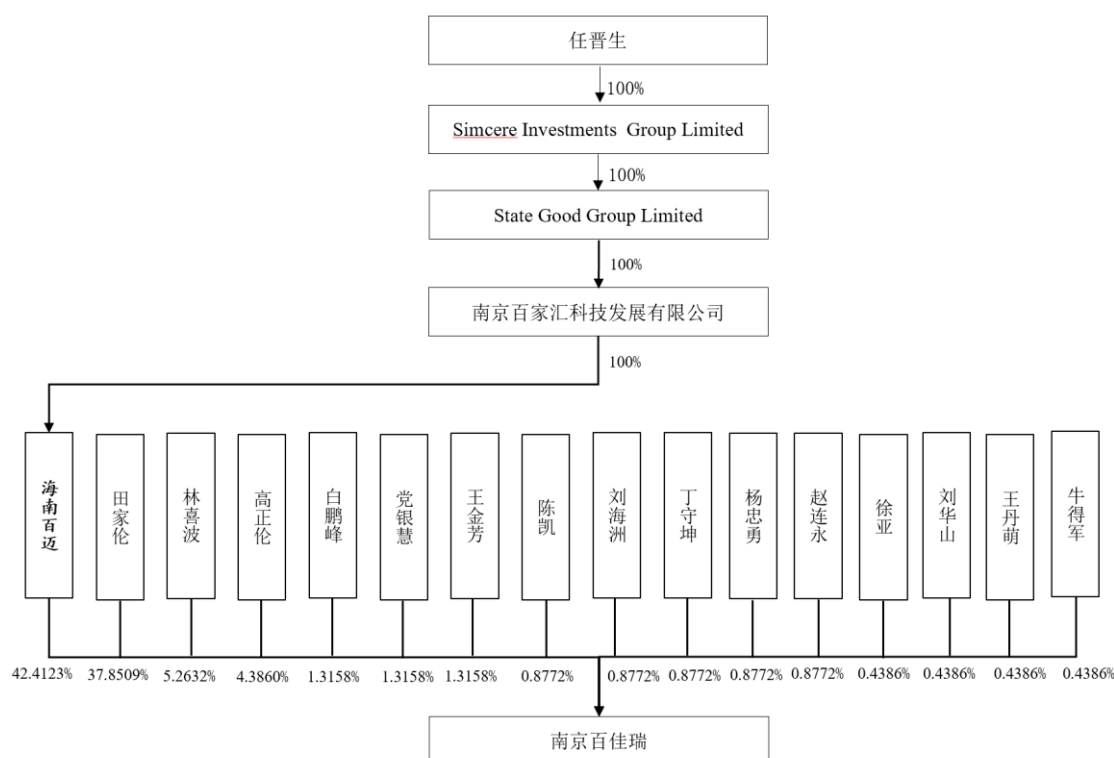 任晋生
100%
Simcere Investments Group Limited
100%
State Good Group Limited
100%
南京百家汇科技发展有限公司
100%
海南百迈
田家伦
林喜波
高正伦
白鹏峰
党银慧
王金芳
陈凯
刘海洲
丁守坤
杨忠勇
赵连永
徐亚
刘华山
王丹萌
牛得军
42.4123% 37.8509% 5.2632% 4.3860% 1.3158% 1.3158% 1.3158% 0.8772% 0.8772% 0.8772% 0.8772% 0.8772% 0.4386% 0.4386% 0.4386% 0.4386%
南京百佳瑞